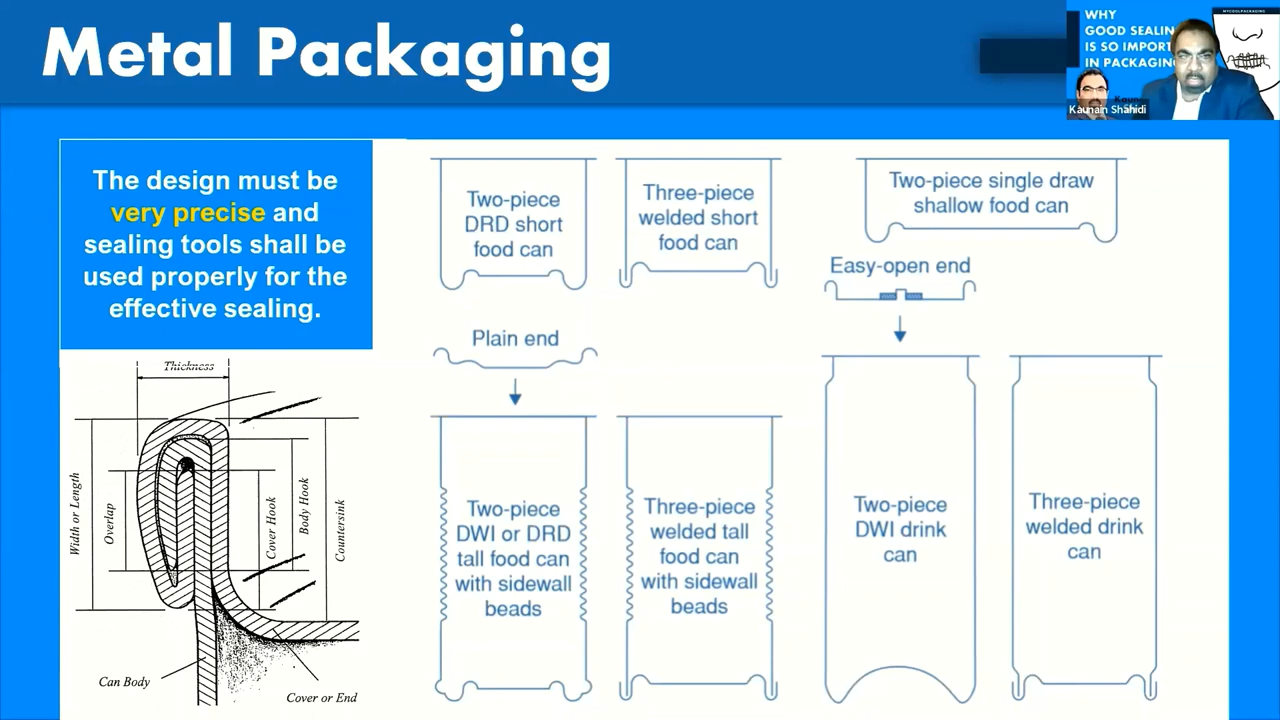 Metal Packaging
WHY
GOOD SEALIN
IS SO IMPORT
IN PACKAGING
MYCOOLPACKAGING
Kaunain Shahidi
The design must be
very precise and
sealing tools shall be
used properly for the
effective sealing.
Two-piece
DRD short
food can
Three-piece
welded short
food can
Two-piece single draw
shallow food can
Easy-open end
Plain end
Two-piece
DWI or DRD
tall food can
with sidewall
beads
Three-piece
welded tall
food can
with sidewall
beads
Two-piece
DWI drink
can
Three-piece
welded drink
can
Thickness
Width or Length
Overlap
Cover Hook
Body Hook
Countersink
Can Body
Cover or End